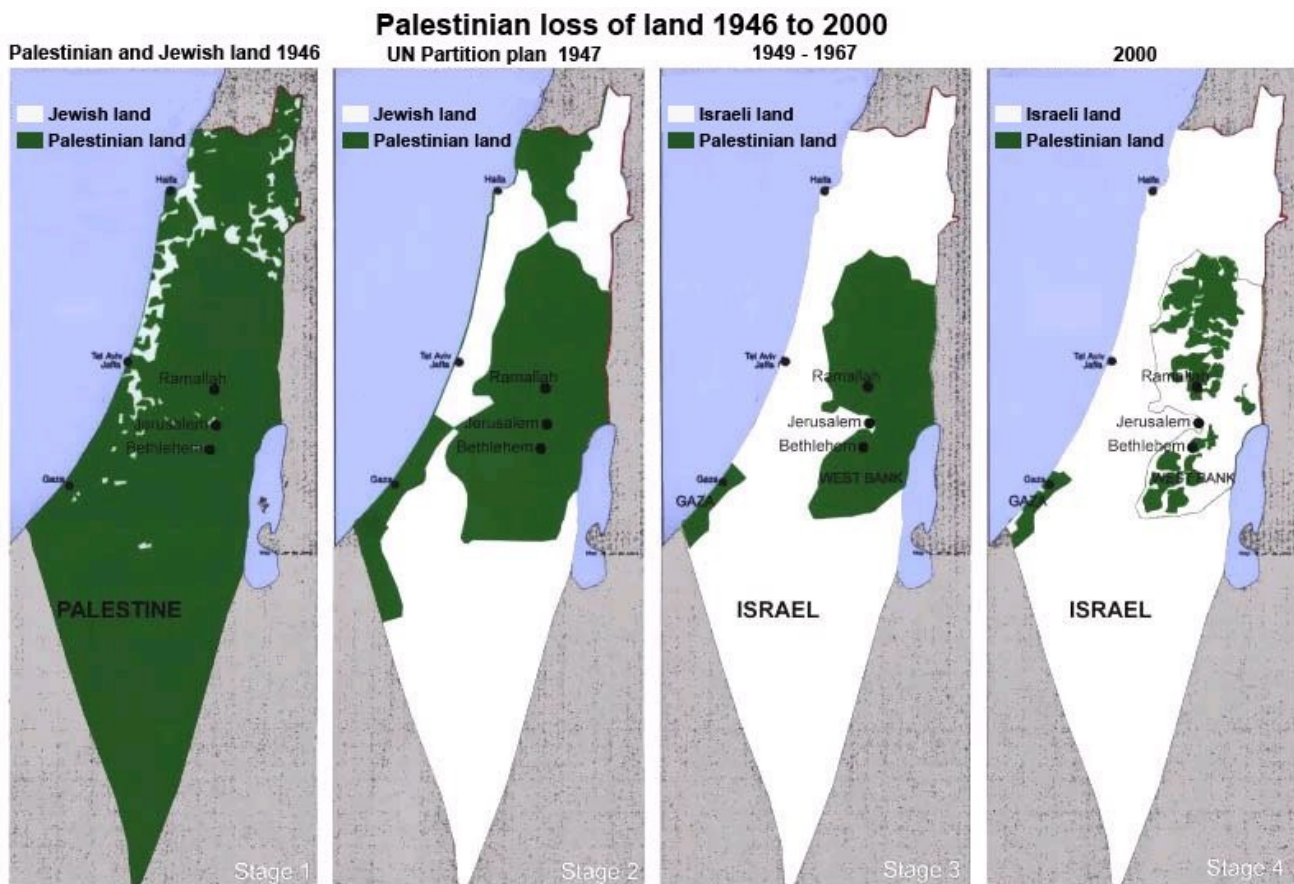 Palestinian loss of land 1946 to 2000
Palestinian and Jewish land 1946
Jewish land
Palestinian land
Haifa
Tel Aviv
Jaffa
Ramallah
Jerusalem
Bethlehem
Gaza
PALESTINE
Stage 1
UN Partition plan 1947
Jewish land
Palestinian land
Haifa
Tel Aviv
Jaffa
Ramallah
Jerusalem
Bethlehem
Gaza
Stage 2
1949 - 1967
Israeli land
Palestinian land
Haifa
Tel Aviv
Jaffa
Ramallah
Jerusalem
Bethlehem
WEST BANK
Gaza
GAZA
ISRAEL
Stage 3
2000
Israeli land
Palestinian land
Haifa
Tel Aviv
Jaffa
Ramallah
Jerusalem
Bethlehem
WEST BANK
Gaza
GAZA
ISRAEL
Stage 4